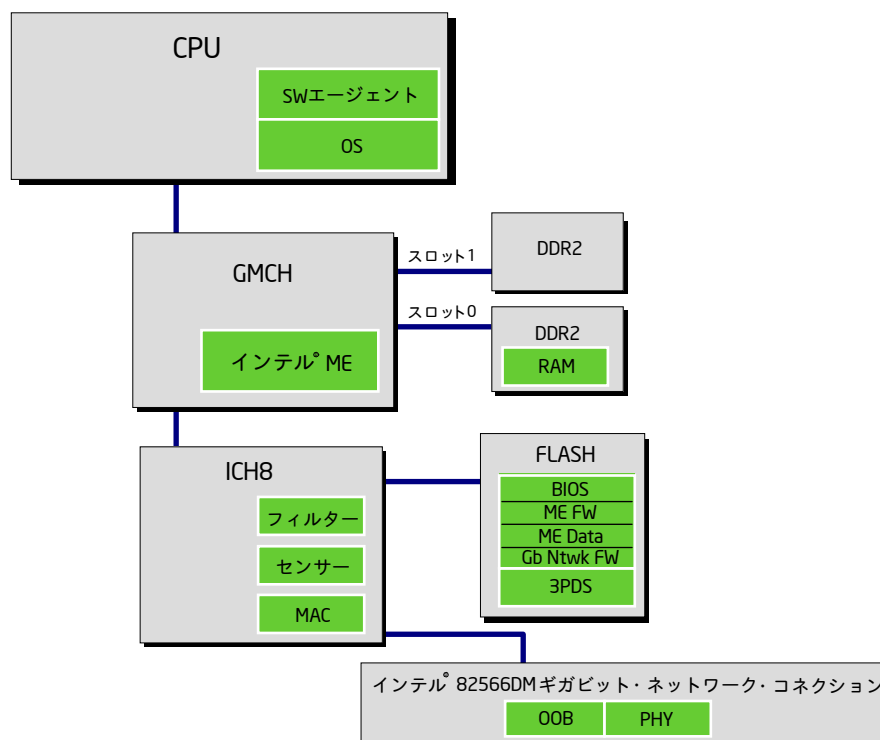 CPU
SWエージェント
OS
GMCH
インテル® ME
スロット1
DDR2
スロット0
DDR2
RAM
ICH8
フィルター
センサー
MAC
FLASH
BIOS
ME FW
ME Data
Gb Ntwk FW
3PDS
インテル® 82566DMギガビット・ネットワーク・コネクション
OOB
PHY